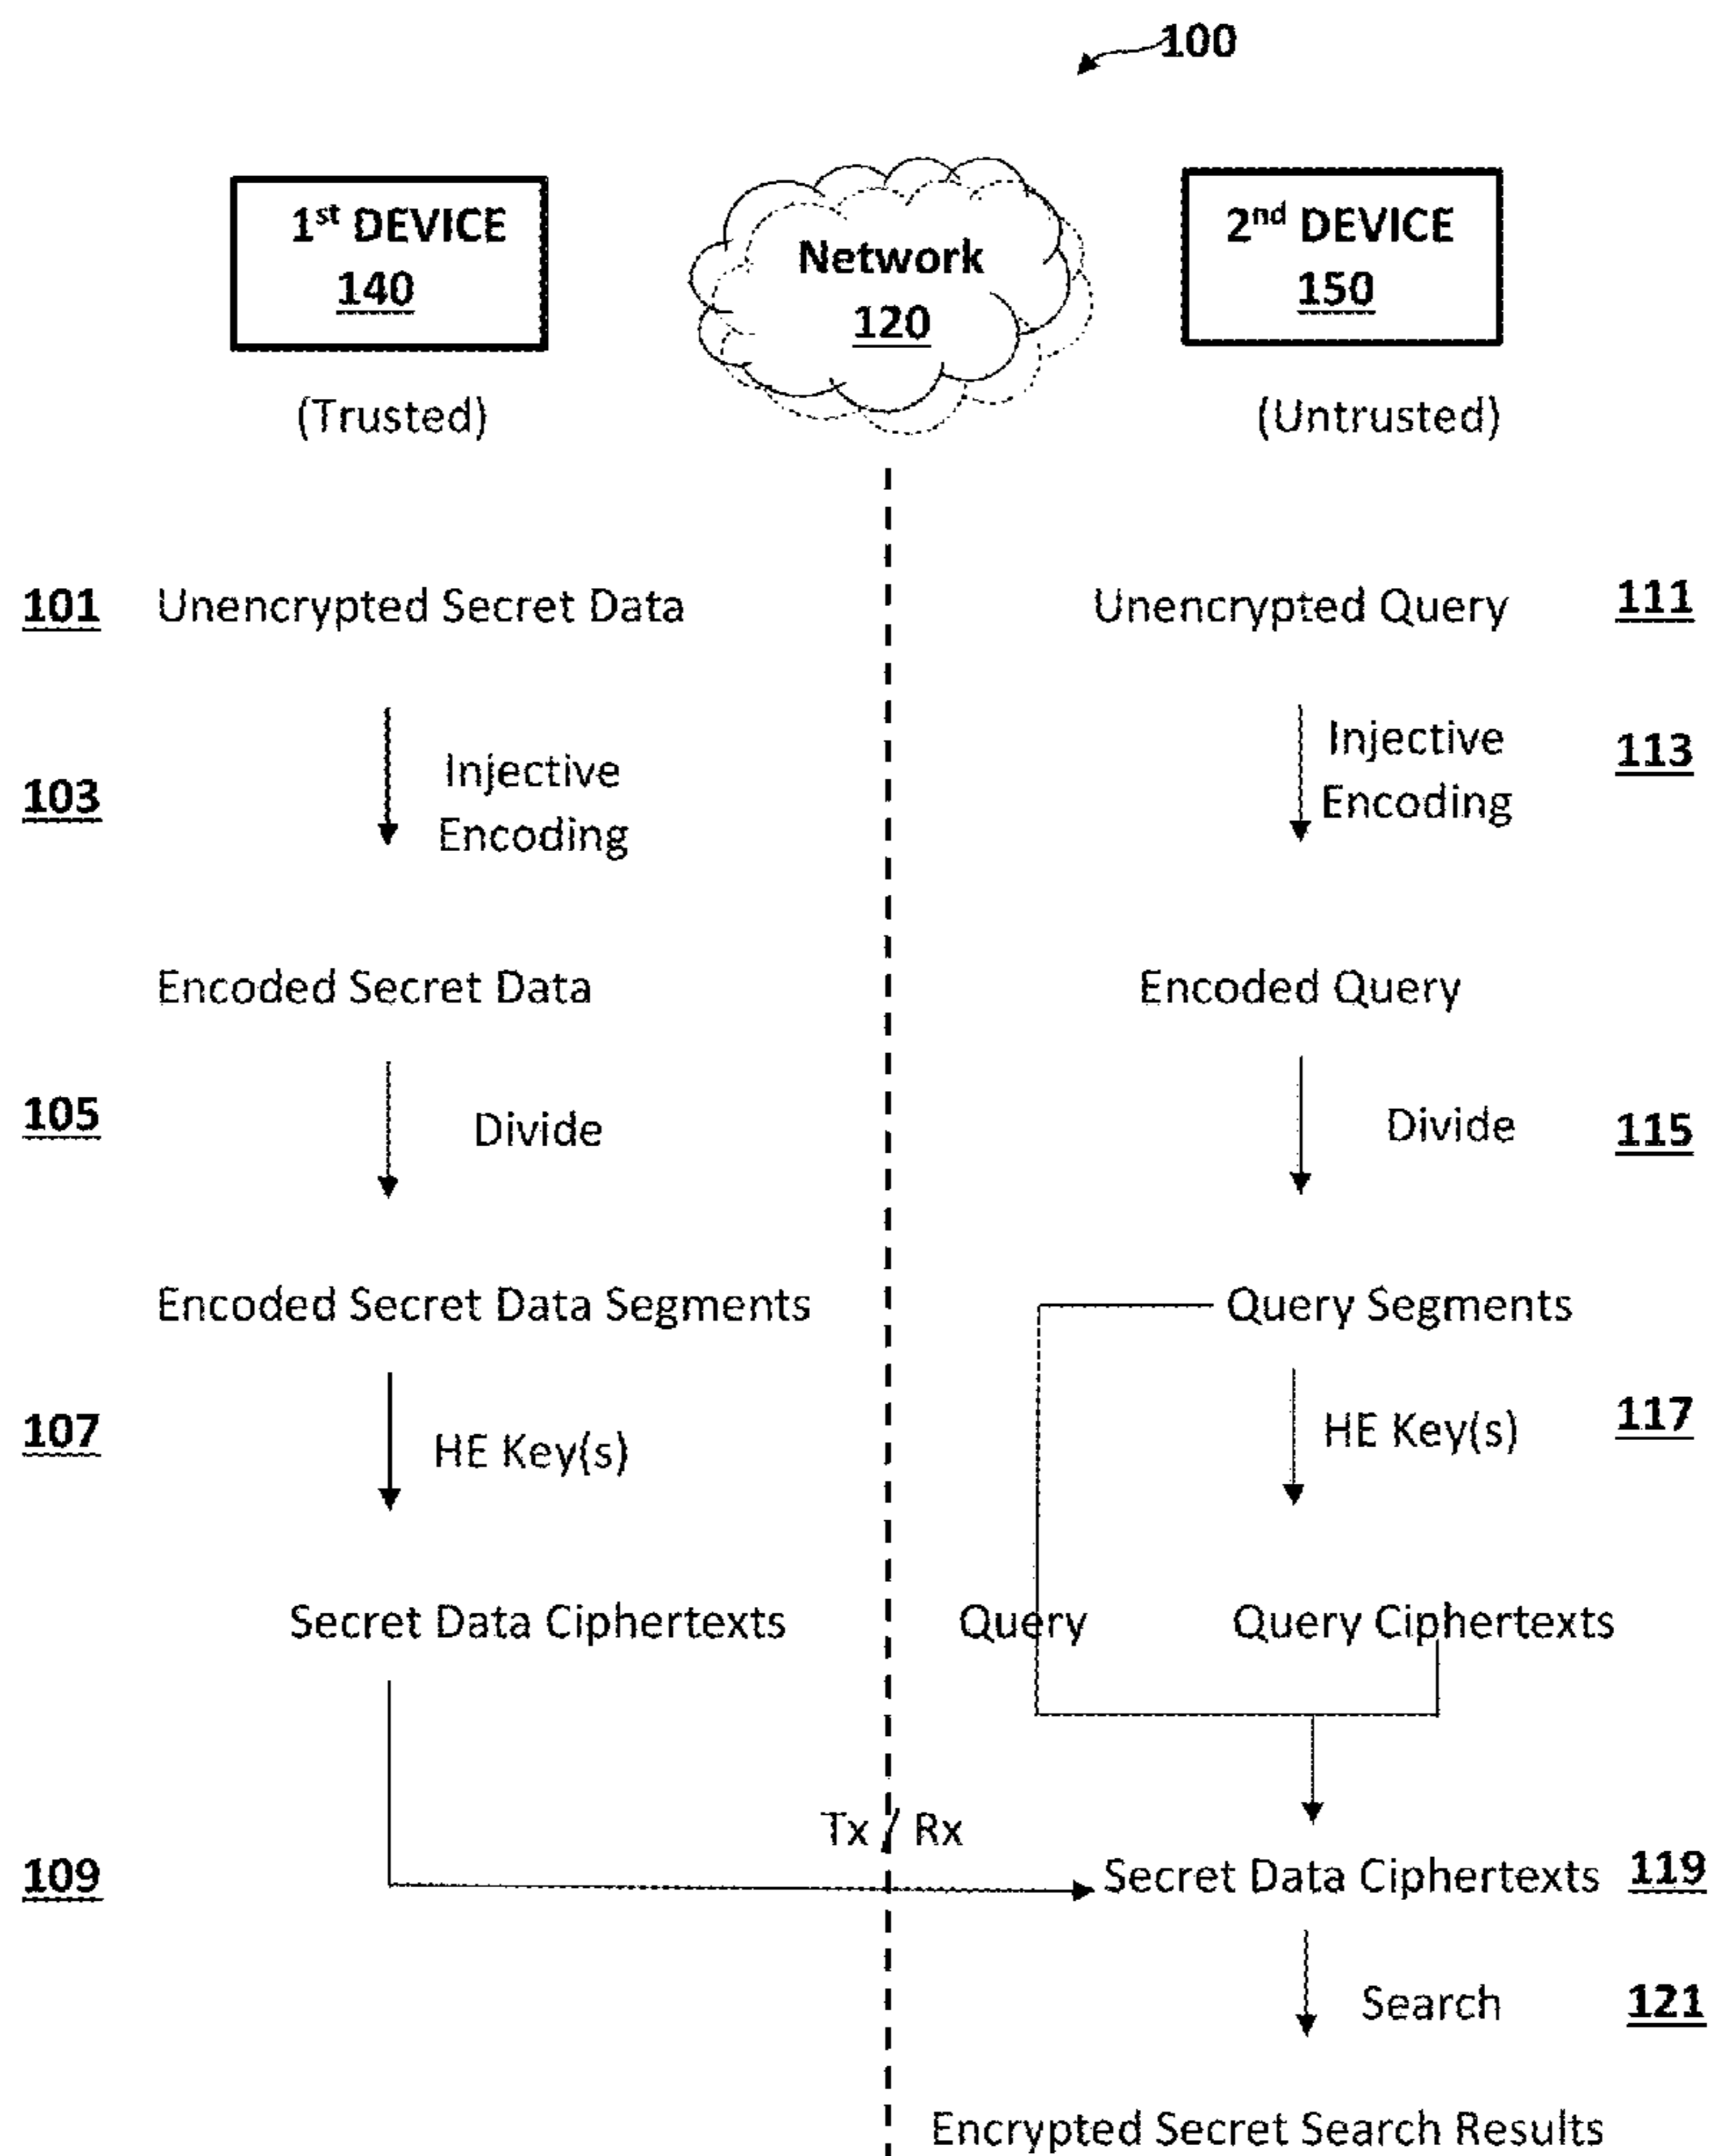 100
1st DEVICE
140
(Trusted)
Network
120
2nd DEVICE
150
(Untrusted)
101 Unencrypted Secret Data
Unencrypted Query 111
103
Injective
Encoding
Injective
Encoding
113
Encoded Secret Data
Encoded Query
105 Divide
Divide 115
Encoded Secret Data Segments
Query Segments
107 HE Key(s)
HE Key(s) 117
Secret Data Ciphertexts
Query
Query Ciphertexts
Tx / Rx
109
Secret Data Ciphertexts 119
Search 121
Encrypted Secret Search Results